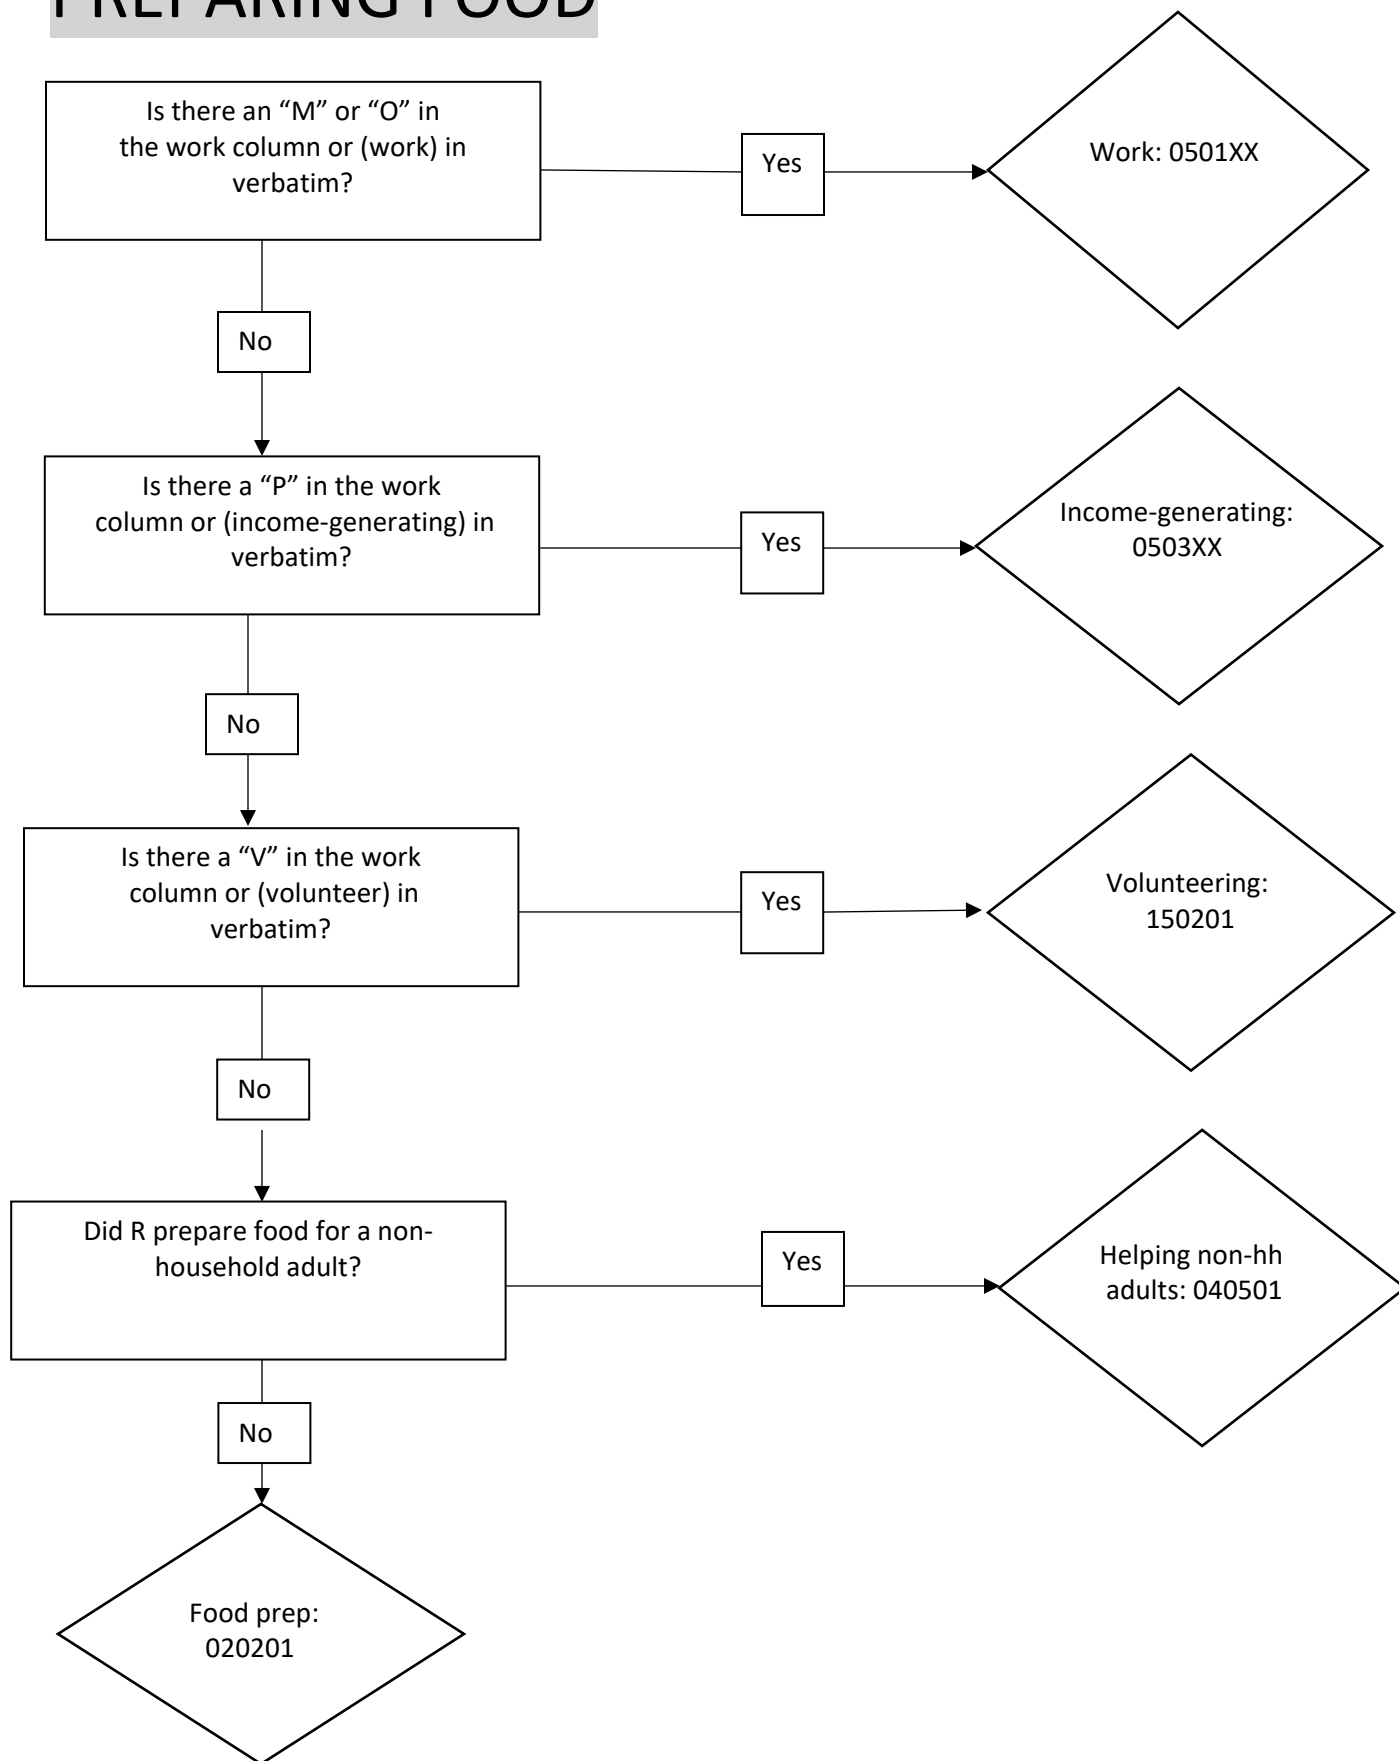 PREPARING FOOD
Is there an “M” or “O” in
the work column or (work) in
verbatim?
Yes
Work: 0501XX
No
Is there a “P” in the work
column or (income-generating) in
verbatim?
Yes
Income-generating:
0503XX
No
Is there a “V” in the work
column or (volunteer) in
verbatim?
Yes
Volunteering:
150201
No
Did R prepare food for a non-
household adult?
Yes
Helping non-hh
adults: 040501
No
Food prep:
020201